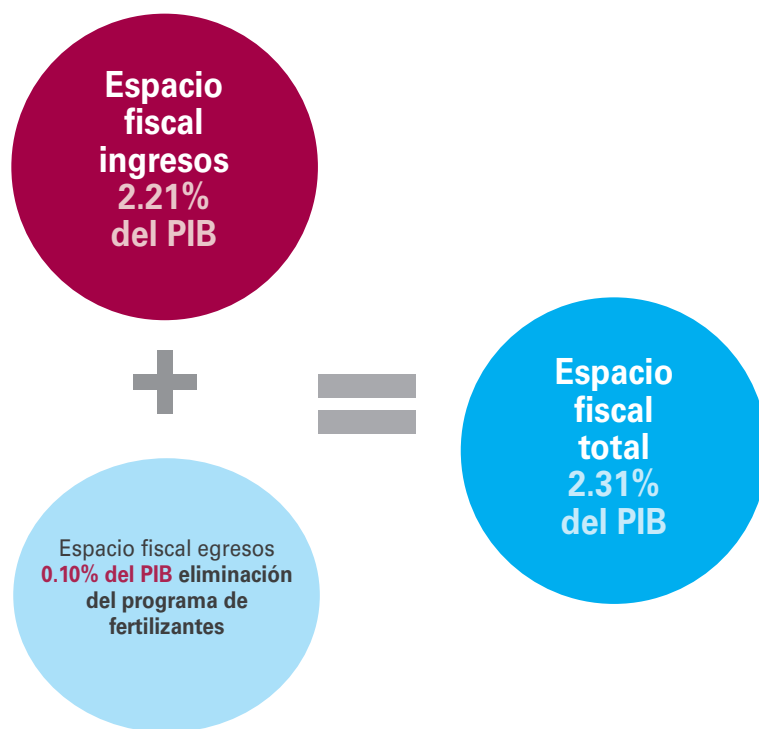 Espacio
fiscal
ingresos
2.21%
del PIB
+
Espacio fiscal egresos
0.10% del PIB eliminación
del programa de
fertilizantes
=
Espacio
fiscal
total
2.31%
del PIB